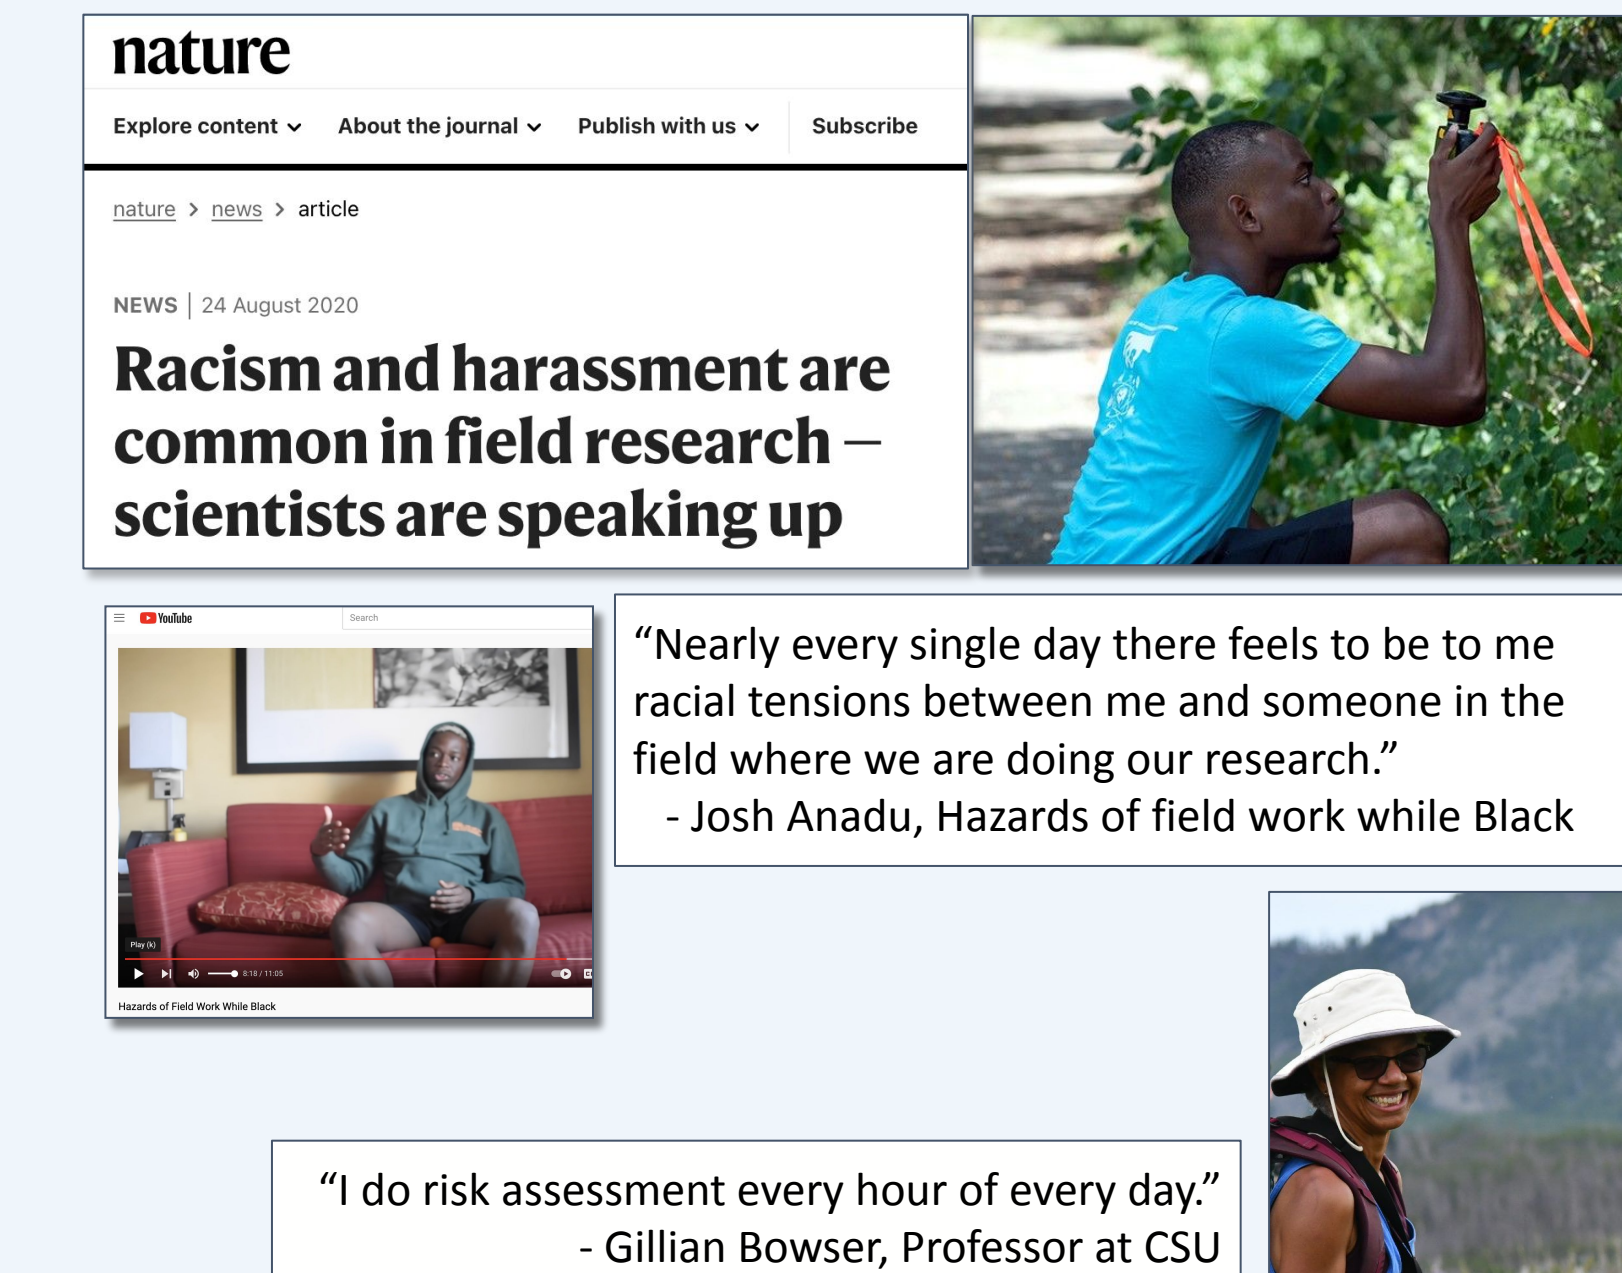 nature
Explore content About the journal Publish with us Subscribe
nature > news > article
NEWS | 24 August 2020
Racism and harassment are
common in field research —
scientists are speaking up
YouTube
Search
Play (k)
8:18 / 11:05
Hazards of Field Work While Black
“Nearly every single day there feels to be to me
racial tensions between me and someone in the
field where we are doing our research.”
- Josh Anadu, Hazards of field work while Black
“I do risk assessment every hour of every day.”
- Gillian Bowser, Professor at CSU